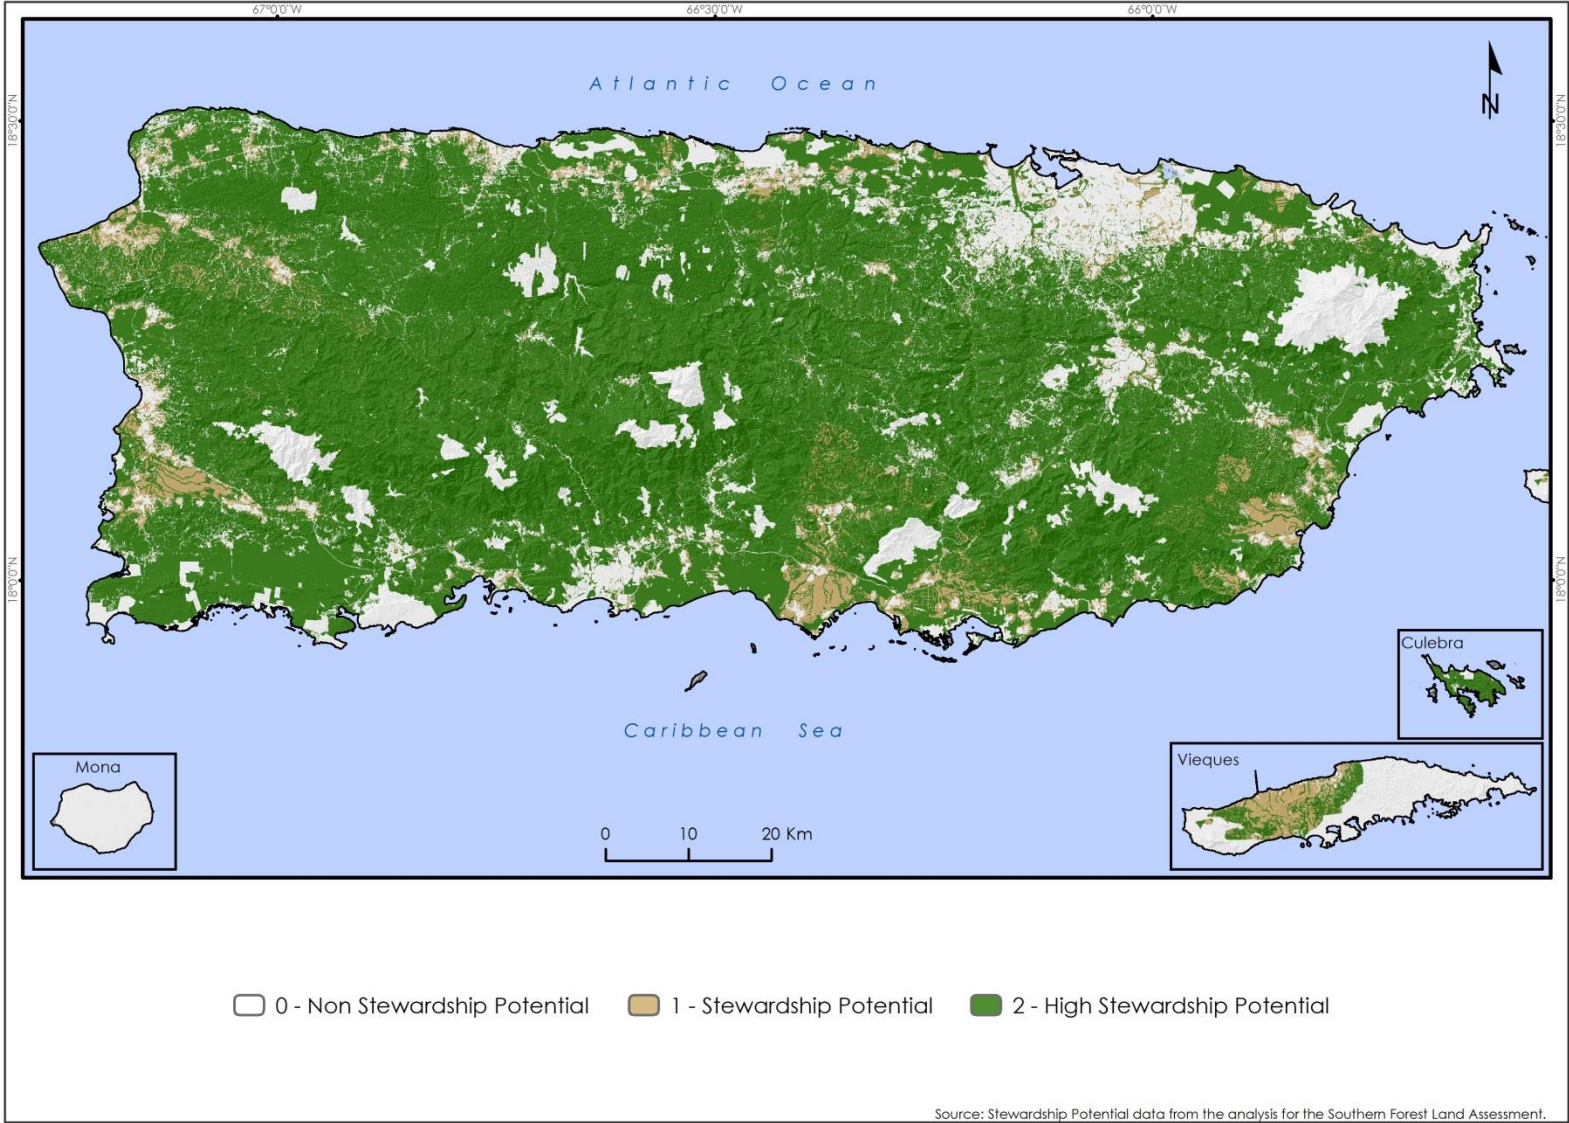 67°0'0"W 66°30'0"W 66°0'0"W
N
Atlantic Ocean
18°30'0"N 18°30'0"N
18°0'0"N 18°0'0"N
Culebra
Caribbean Sea
Vieques
Mona
0 10 20 Km
0 - Non Stewardship Potential 1 - Stewardship Potential 2 - High Stewardship Potential
Source: Stewardship Potential data from the analysis for the Southern Forest Land Assessment.